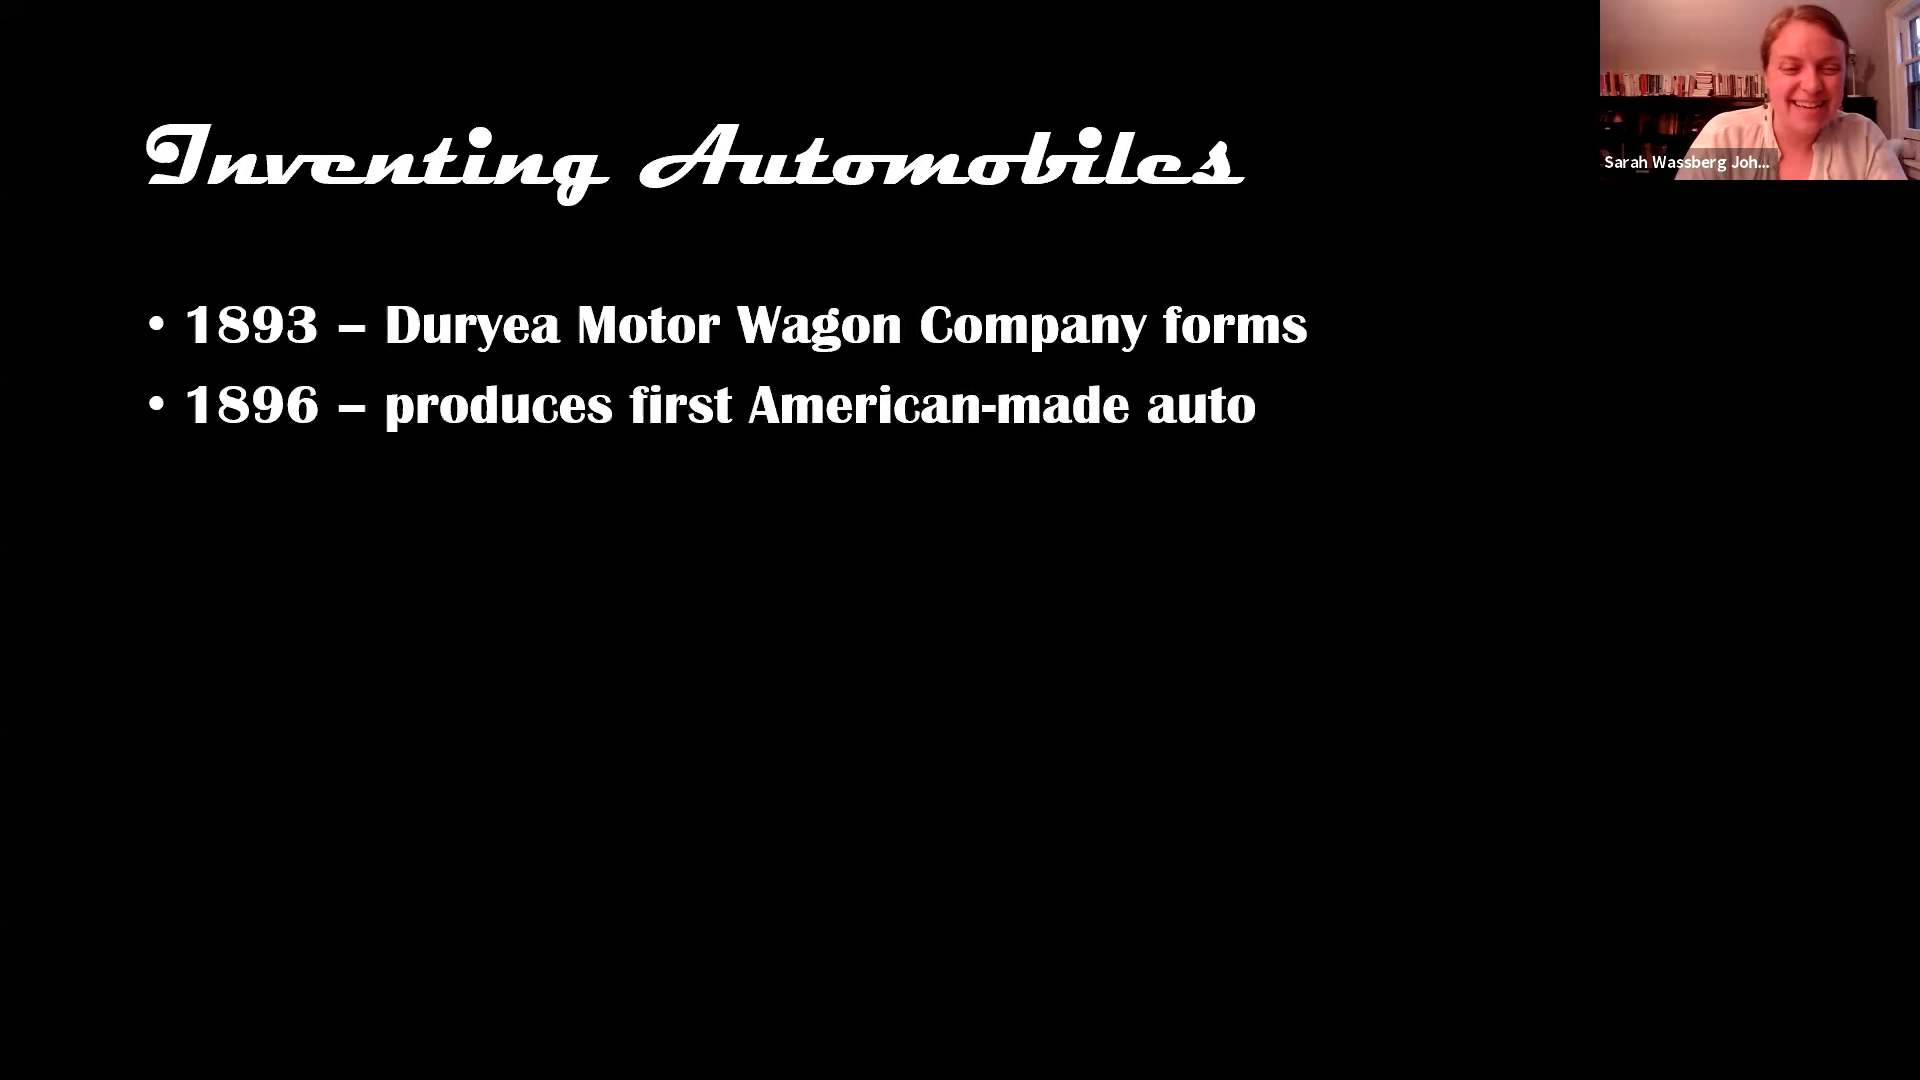 Inventing Automobiles
• 1893 – Duryea Motor Wagon Company forms
• 1896 – produces first American-made auto
Sarah Wassberg Joh...